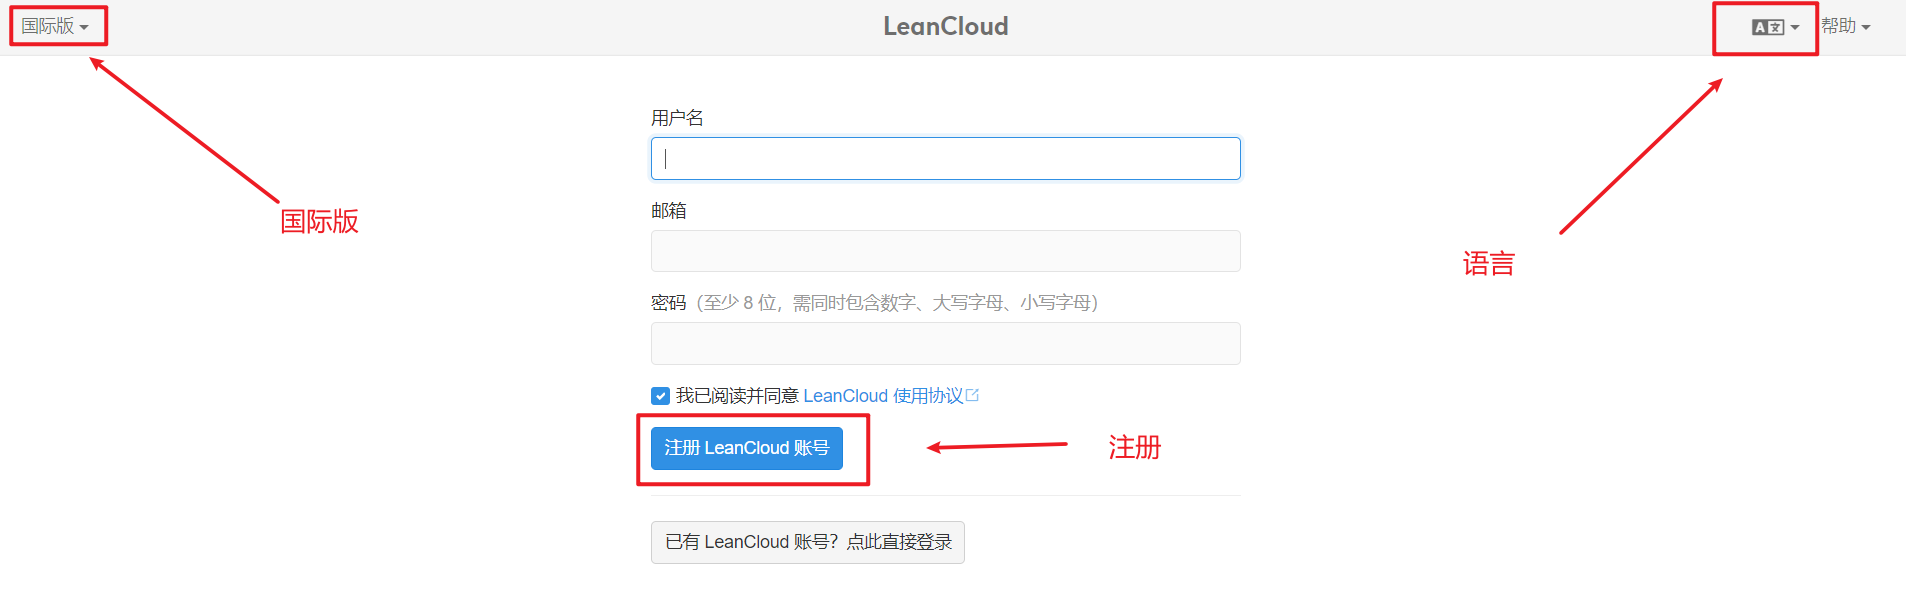 国际版
LeanCloud
A文
帮助
用户名
国际版
邮箱
语言
密码（至少 8 位，需同时包含数字、大写字母、小写字母）
我已阅读并同意 LeanCloud 使用协议
注册 LeanCloud 账号
注册
已有 LeanCloud 账号？点此直接登录